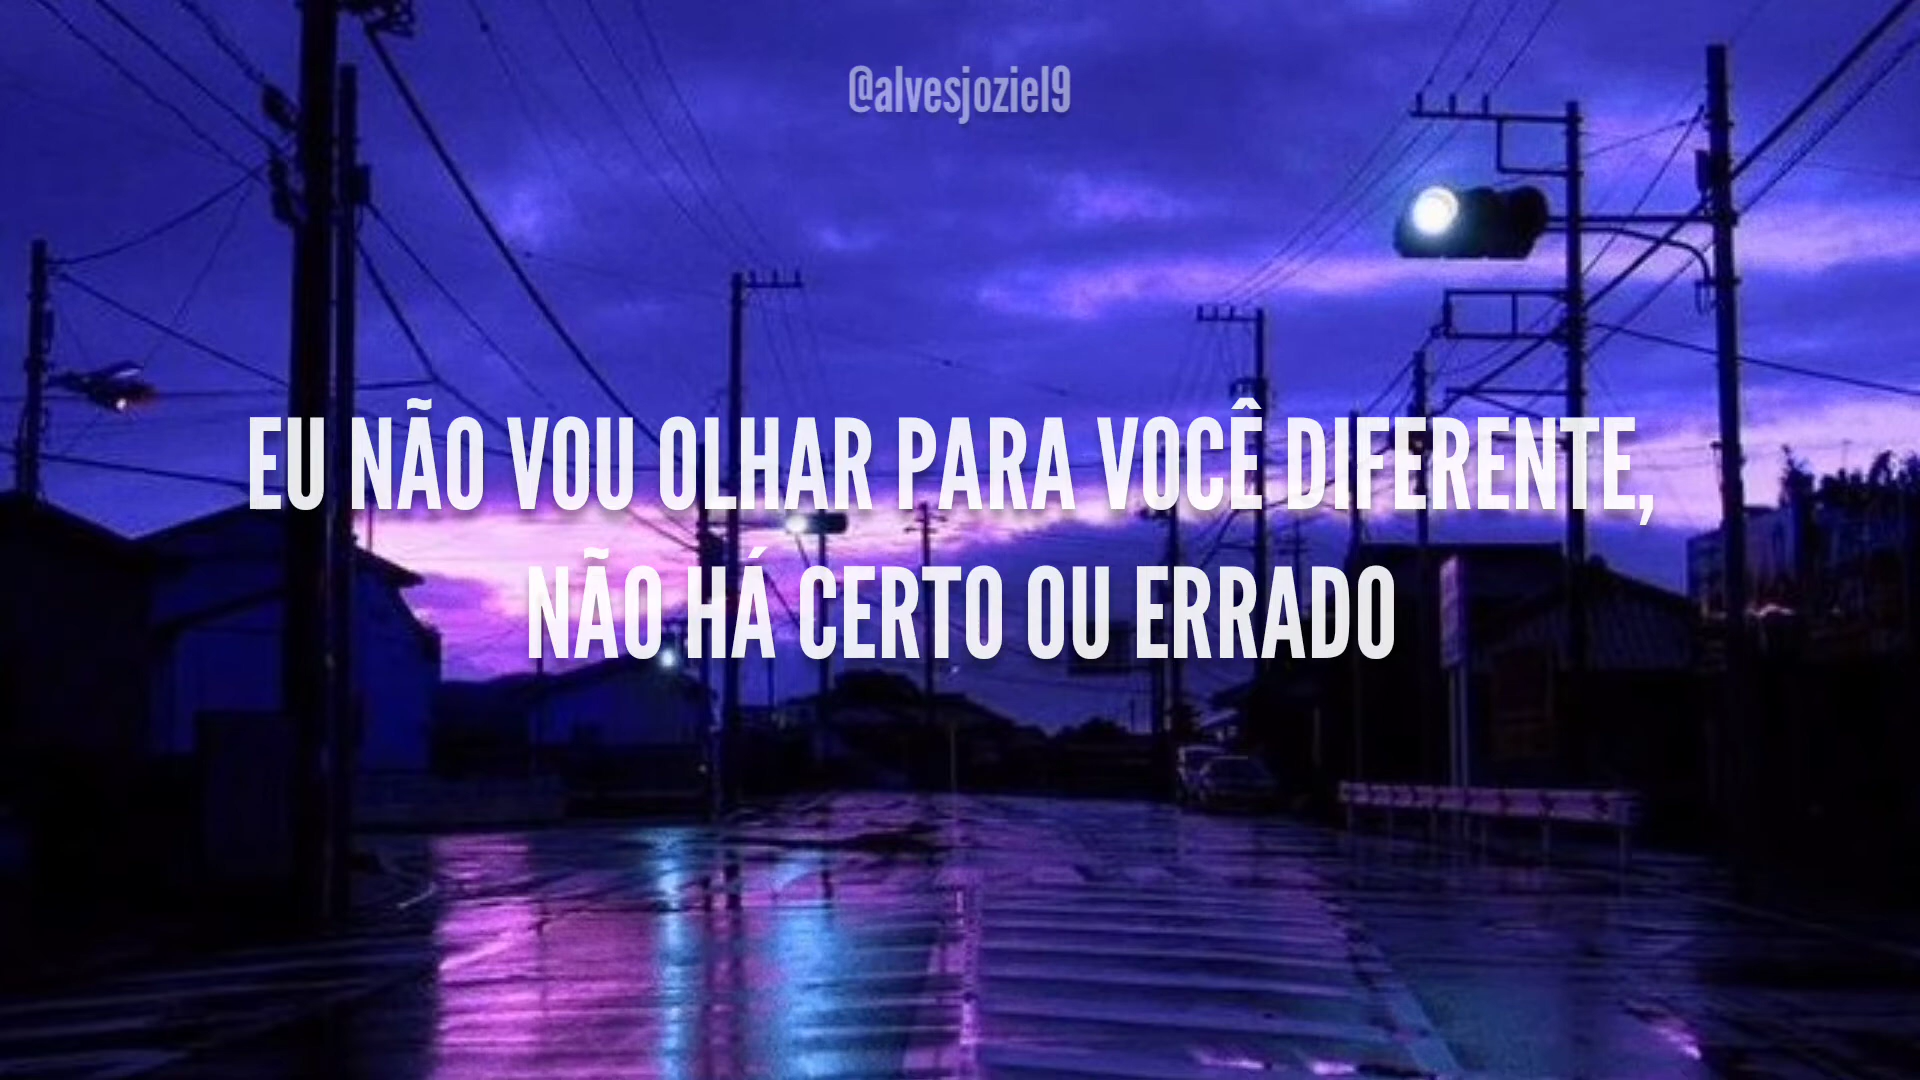 @alvesjoziel9
EU NÃO VOU OLHAR PARA VOCÊ DIFERENTE,
NÃO HÁ CERTO OU ERRADO